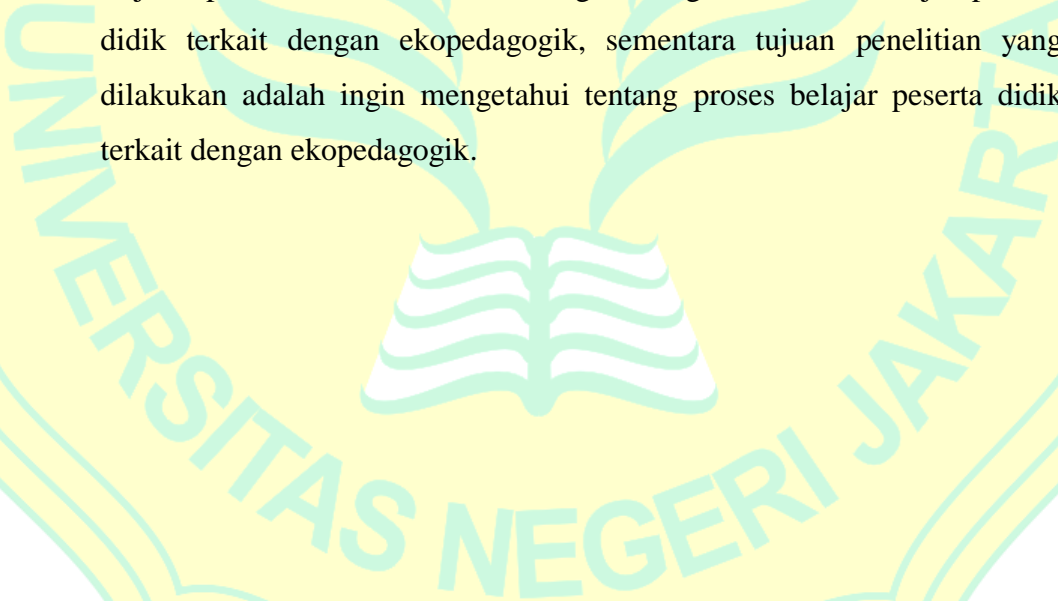 didik terkait dengan ekopedagogik, sementara tujuan penelitian yang
dilakukan adalah ingin mengetahui tentang proses belajar peserta didik
terkait dengan ekopedagogik.
UNIVERSITAS NEGERI JAKARTA